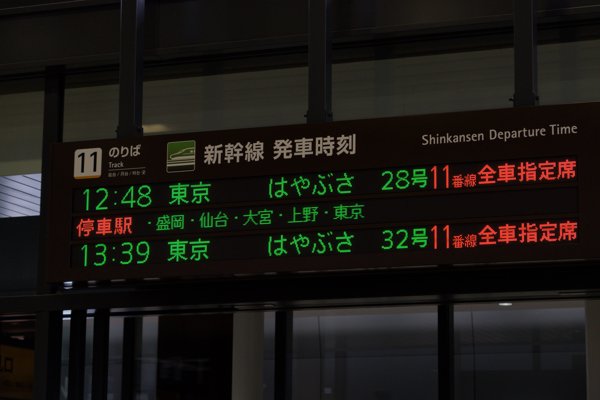 11 のりば 新幹線 発車時刻 Shinkansen Departure Time
Track
12:48 東京 はやぶさ 28号 11番線 全車指定席
停車駅 ・盛岡・仙台・大宮・上野・東京
13:39 東京 はやぶさ 32号 11番線 全車指定席